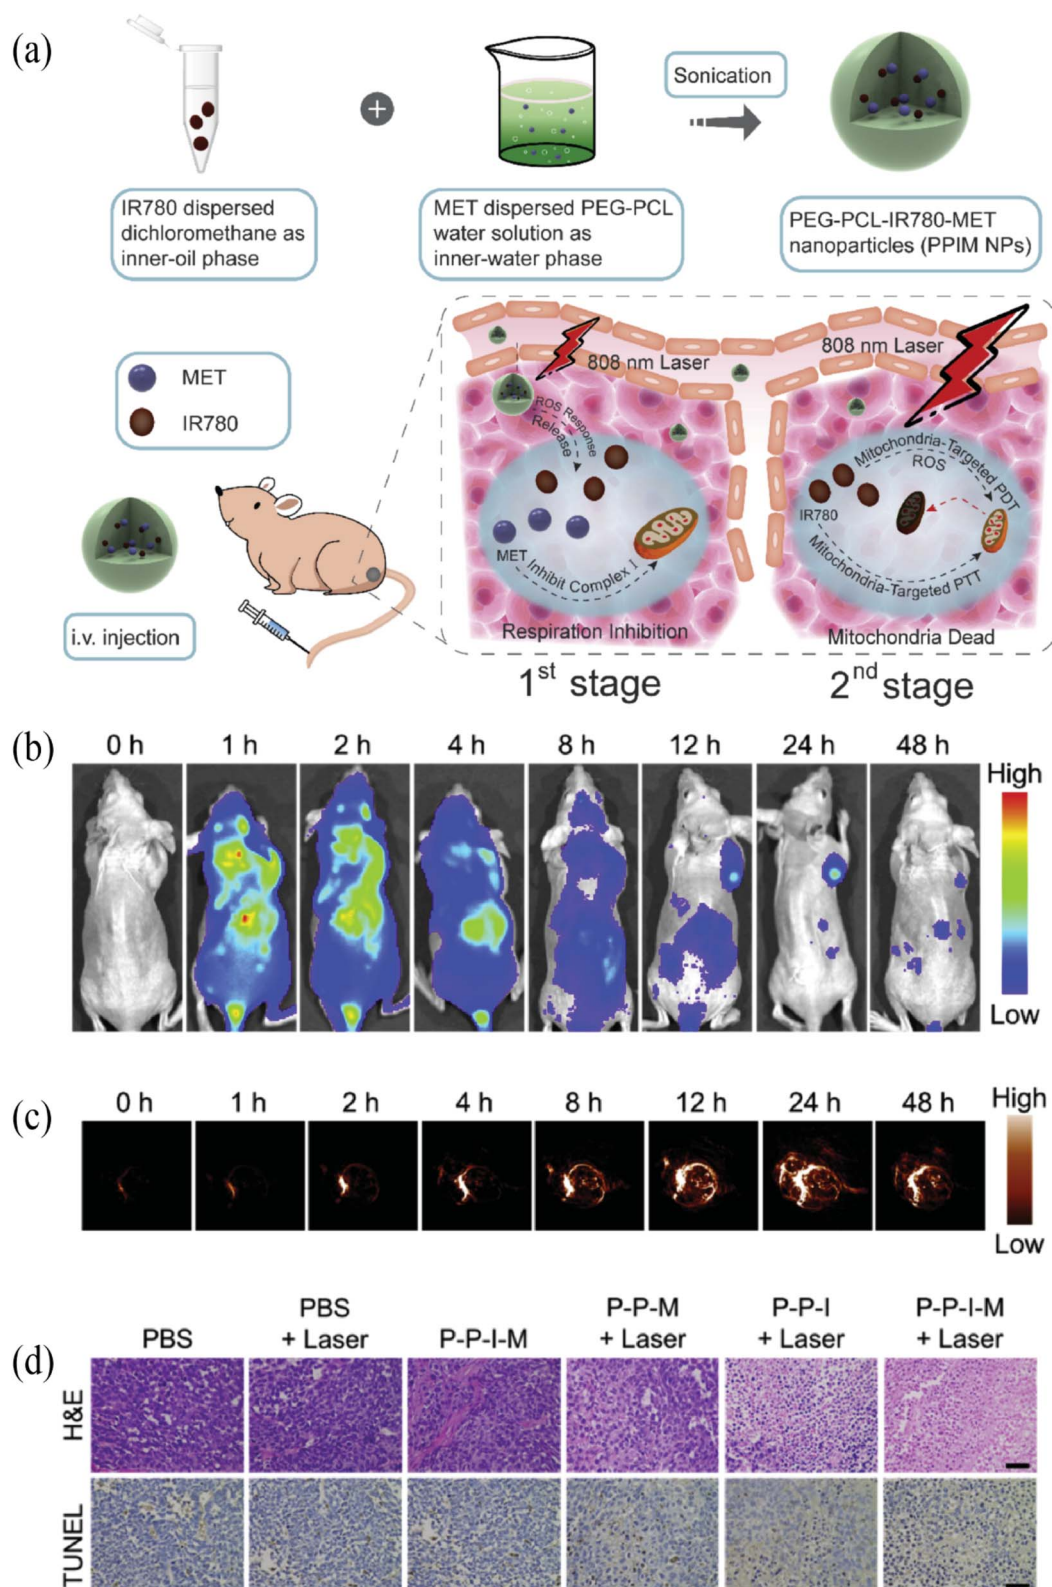 (a)
Sonication
IR780 dispersed
dichloromethane as
inner-oil phase
MET dispersed PEG-PCL
water solution as
inner-water phase
PEG-PCL-IR780-MET
nanoparticles (PPIM NPs)
MET
IR780
i.v. injection
808 nm Laser
ROS Response
Release
MET
Inhibit Complex I
Respiration Inhibition
1st stage
808 nm Laser
Mitochondria-Targeted PDT
ROS
IR780
Mitochondria-Targeted PTT
Mitochondria Dead
2nd stage
(b)
0 h 1 h 2 h 4 h 8 h 12 h 24 h 48 h
High
Low
(c)
0 h 1 h 2 h 4 h 8 h 12 h 24 h 48 h
High
Low
(d)
PBS
PBS
+ Laser
P-P-I-M
P-P-M
+ Laser
P-P-I
+ Laser
P-P-I-M
+ Laser
H&E
TUNEL